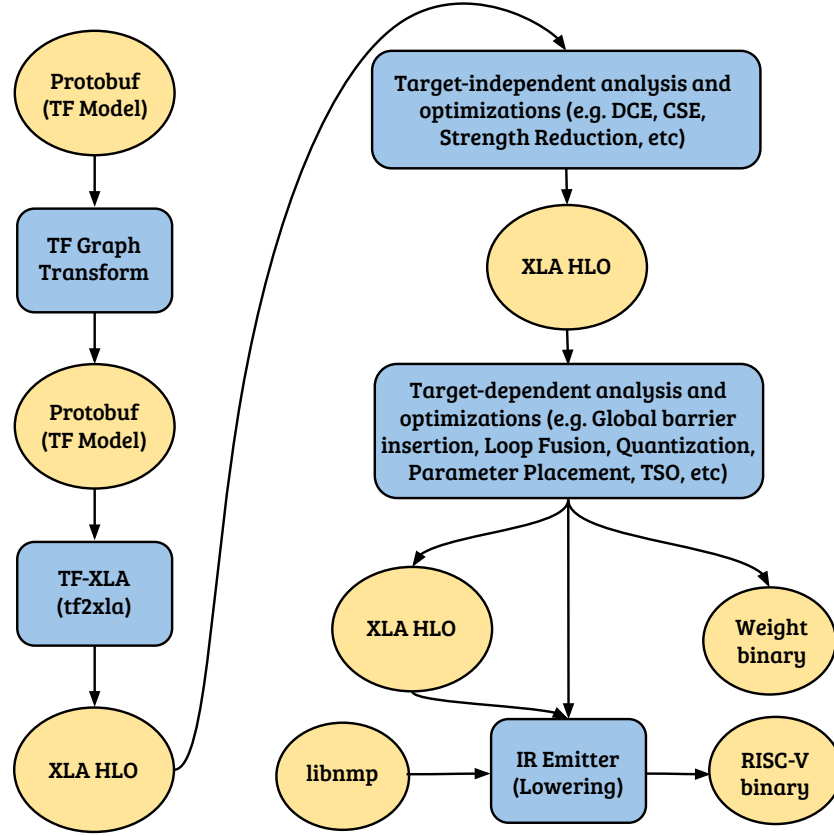 Protobuf
(TF Model)
TF Graph
Transform
Protobuf
(TF Model)
TF-XLA
(tf2xla)
XLA HLO
Target-independent analysis and
optimizations (e.g. DCE, CSE,
Strength Reduction, etc)
XLA HLO
Target-dependent analysis and
optimizations (e.g. Global barrier
insertion, Loop Fusion, Quantization,
Parameter Placement, TSO, etc)
XLA HLO
Weight
binary
libnmp
IR Emitter
(Lowering)
RISC-V
binary